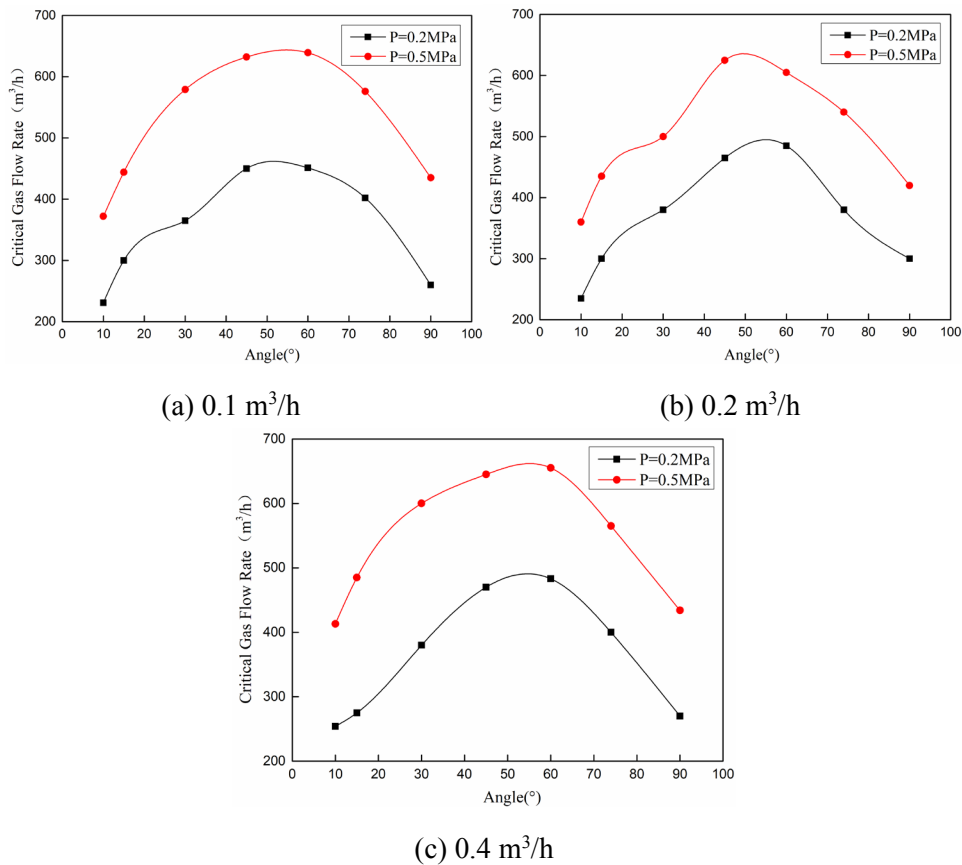 700
600
500
400
300
200
Critical Gas Flow Rate（m³/h）
P=0.2MPa
P=0.5MPa
0 10 20 30 40 50 60 70 80 90 100
Angle(°)
(a) 0.1 m³/h
700
600
500
400
300
200
Critical Gas Flow Rate（m³/h）
P=0.2MPa
P=0.5MPa
0 10 20 30 40 50 60 70 80 90 100
Angle(°)
(b) 0.2 m³/h
700
600
500
400
300
200
Critical Gas Flow Rate（m³/h）
P=0.2MPa
P=0.5MPa
0 10 20 30 40 50 60 70 80 90 100
Angle(°)
(c) 0.4 m³/h